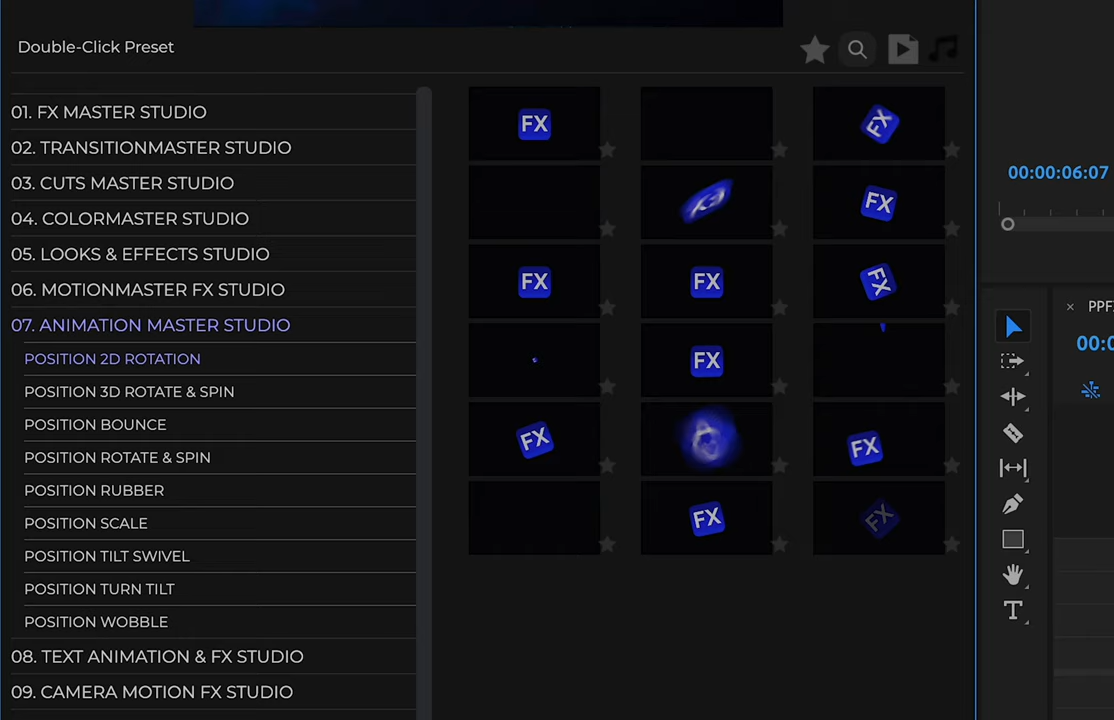 Double-Click Preset
01. FX MASTER STUDIO
02. TRANSITIONMASTER STUDIO
03. CUTS MASTER STUDIO
04. COLORMASTER STUDIO
05. LOOKS & EFFECTS STUDIO
06. MOTIONMASTER FX STUDIO
07. ANIMATION MASTER STUDIO
POSITION 2D ROTATION
POSITION 3D ROTATE & SPIN
POSITION BOUNCE
POSITION ROTATE & SPIN
POSITION RUBBER
POSITION SCALE
POSITION TILT SWIVEL
POSITION TURN TILT
POSITION WOBBLE
08. TEXT ANIMATION & FX STUDIO
09. CAMERA MOTION FX STUDIO
FX
FX
FX
FX
FX
FX
FX
FX
FX
FX
FX
00:00:06:07
× PPF
00:0
T